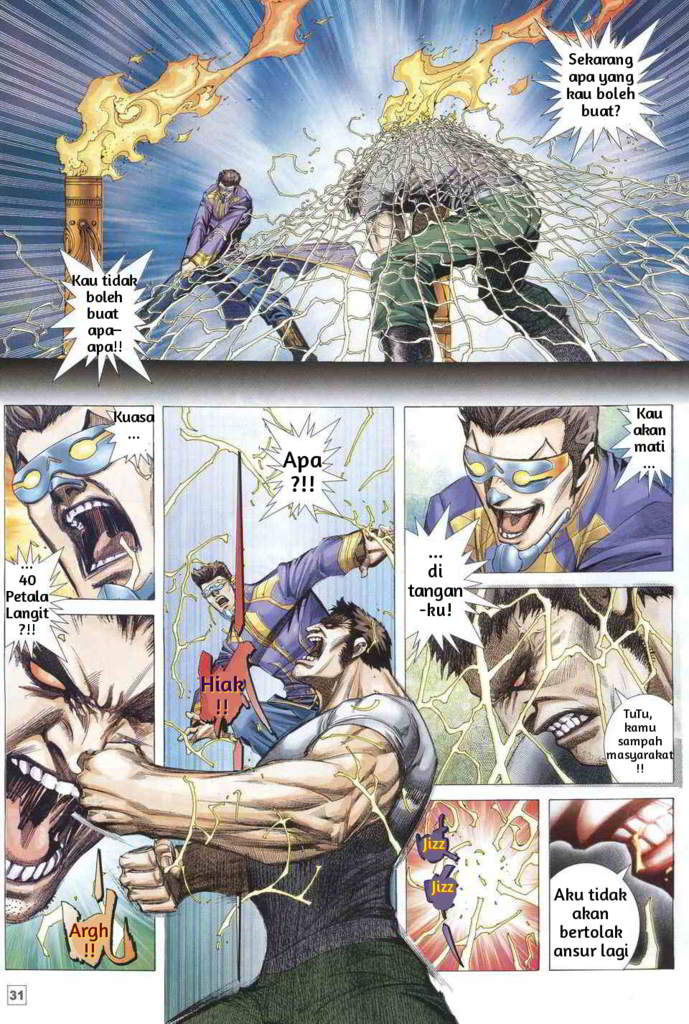 Sekarang
apa yang
kau boleh
buat?
Kau tidak
boleh
buat
apa-
apa!!
Kau
akan
mati
...
...
di
tangan
-ku!
TuTu,
kamu
sampah
masyarakat
!!
Aku tidak
akan
bertolak
ansur lagi
Jizz
Jizz
Apa
?!!
Hiak
!!
Kuasa
...
...
40
Petala
Langit
?!!
Argh
!!
31